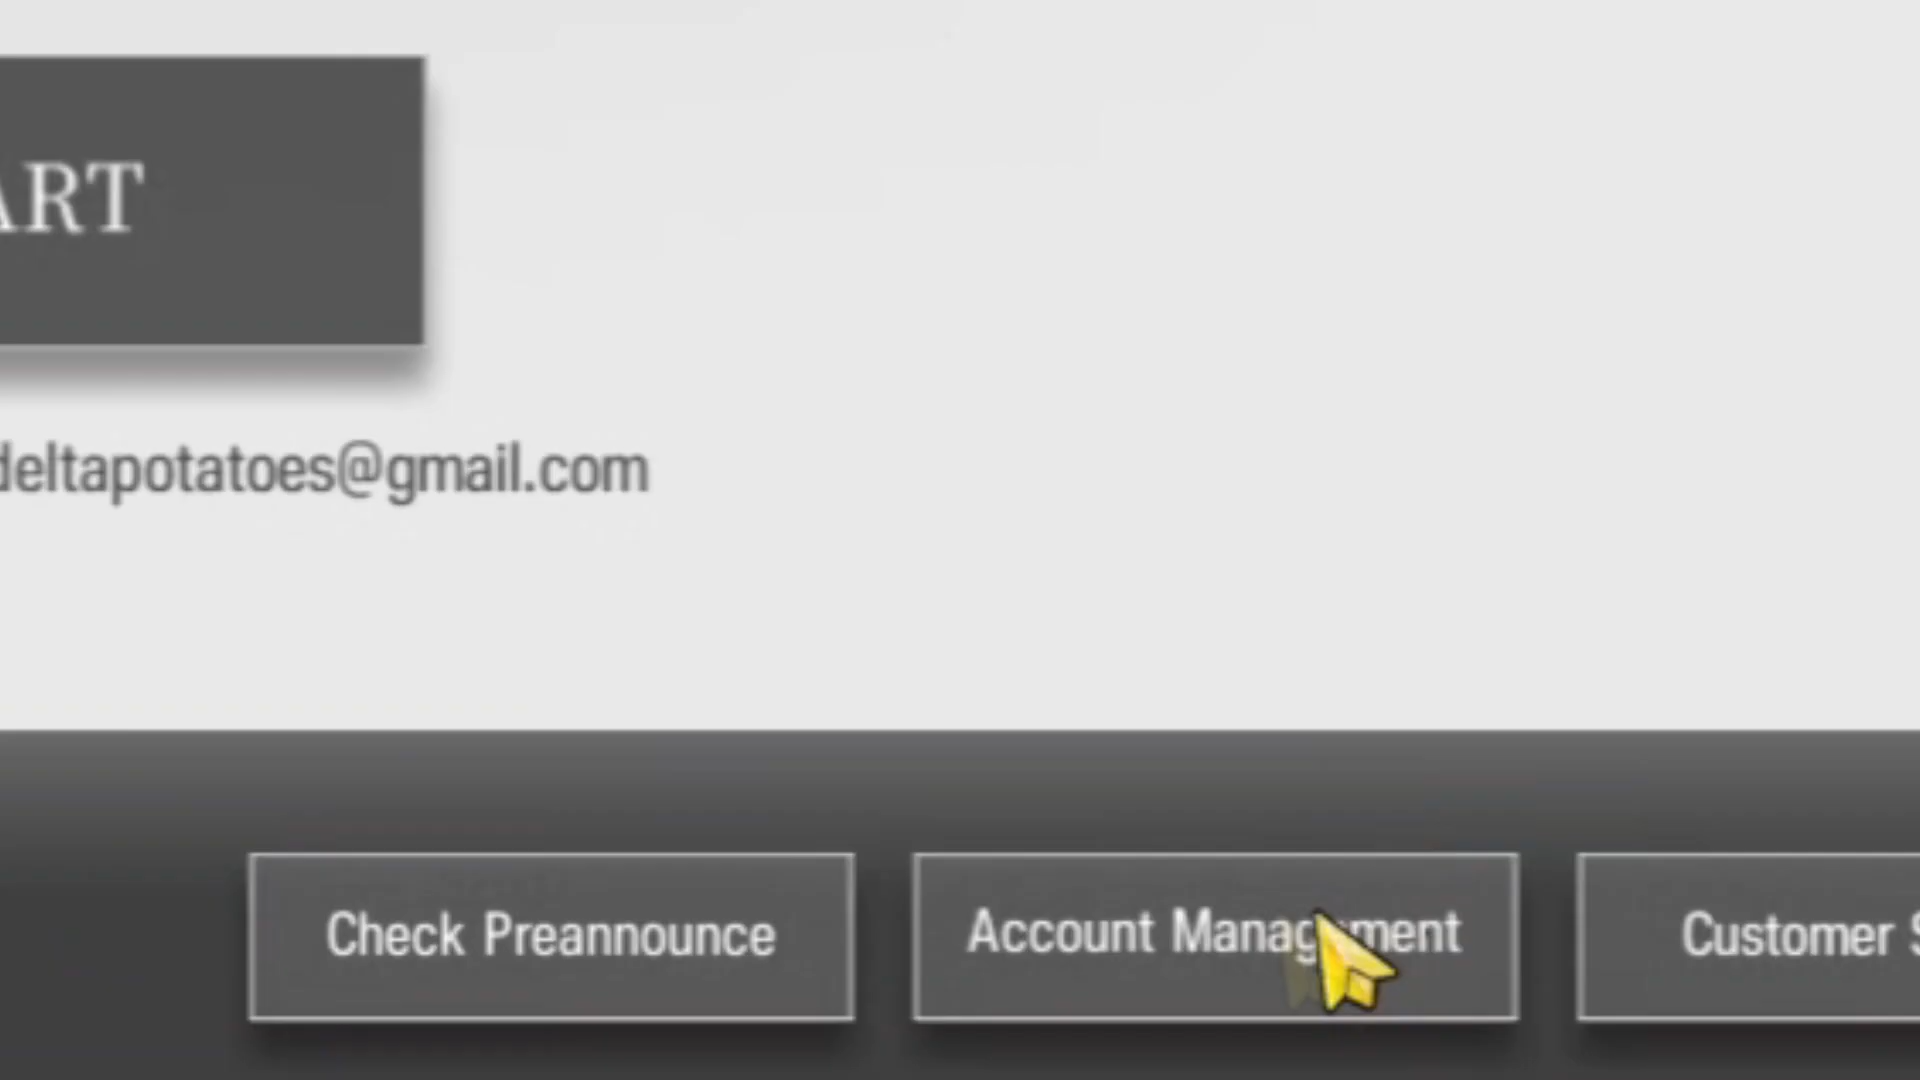 ART
deltapotatoes@gmail.com
Check Preannounce
Account Management
Customer S